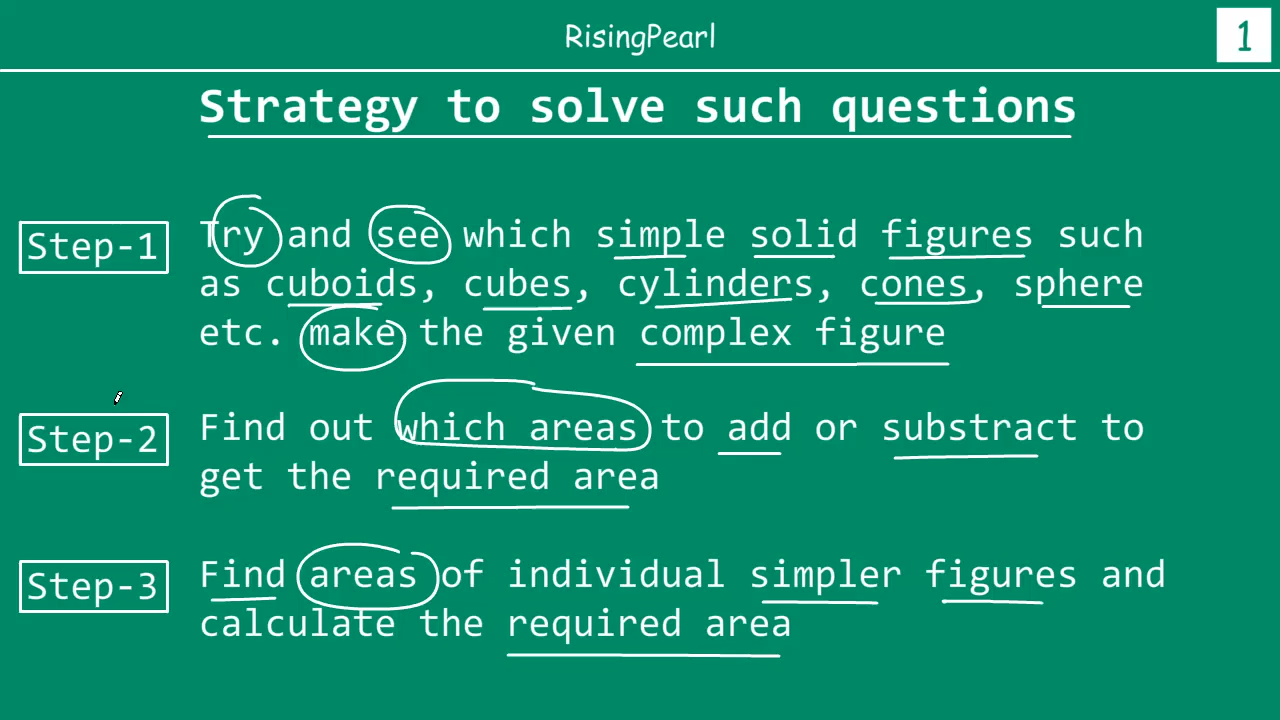 RisingPearl
1
Strategy to solve such questions
Step-1
Try and see which simple solid figures such
as cuboids, cubes, cylinders, cones, sphere
etc. make the given complex figure
Step-2
Find out which areas to add or substract to
get the required area
Step-3
Find areas of individual simpler figures and
calculate the required area